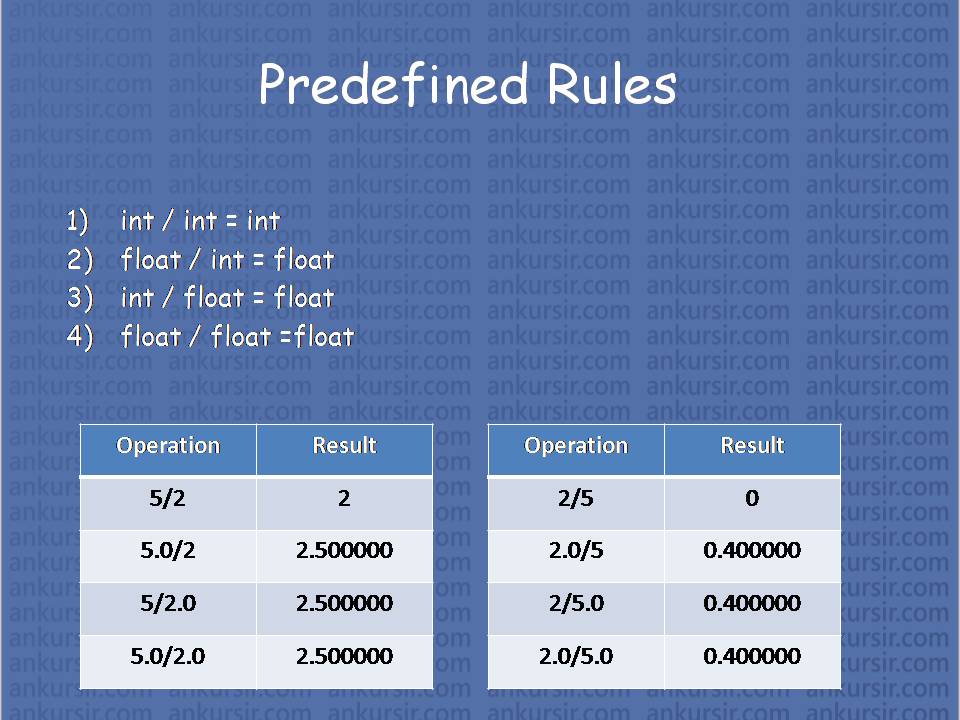 Predefined Rules
1) int / int = int
2) float / int = float
3) int / float = float
4) float / float =float
Operation Result
5/2 2
5.0/2 2.500000
5/2.0 2.500000
5.0/2.0 2.500000
Operation Result
2/5 0
2.0/5 0.400000
2/5.0 0.400000
2.0/5.0 0.400000
ankursir.com